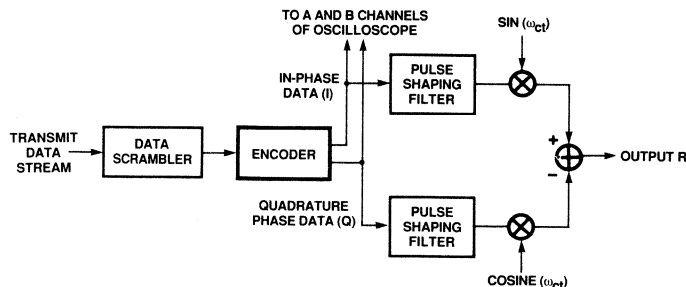 TO A AND B CHANNELS
OF OSCILLOSCOPE
SIN (ωct)
IN-PHASE
DATA (I)
PULSE
SHAPING
FILTER
TRANSMIT
DATA
STREAM
DATA
SCRAMBLER
ENCODER
+
−
OUTPUT R
QUADRATURE
PHASE DATA (Q)
PULSE
SHAPING
FILTER
COSINE (ωct)